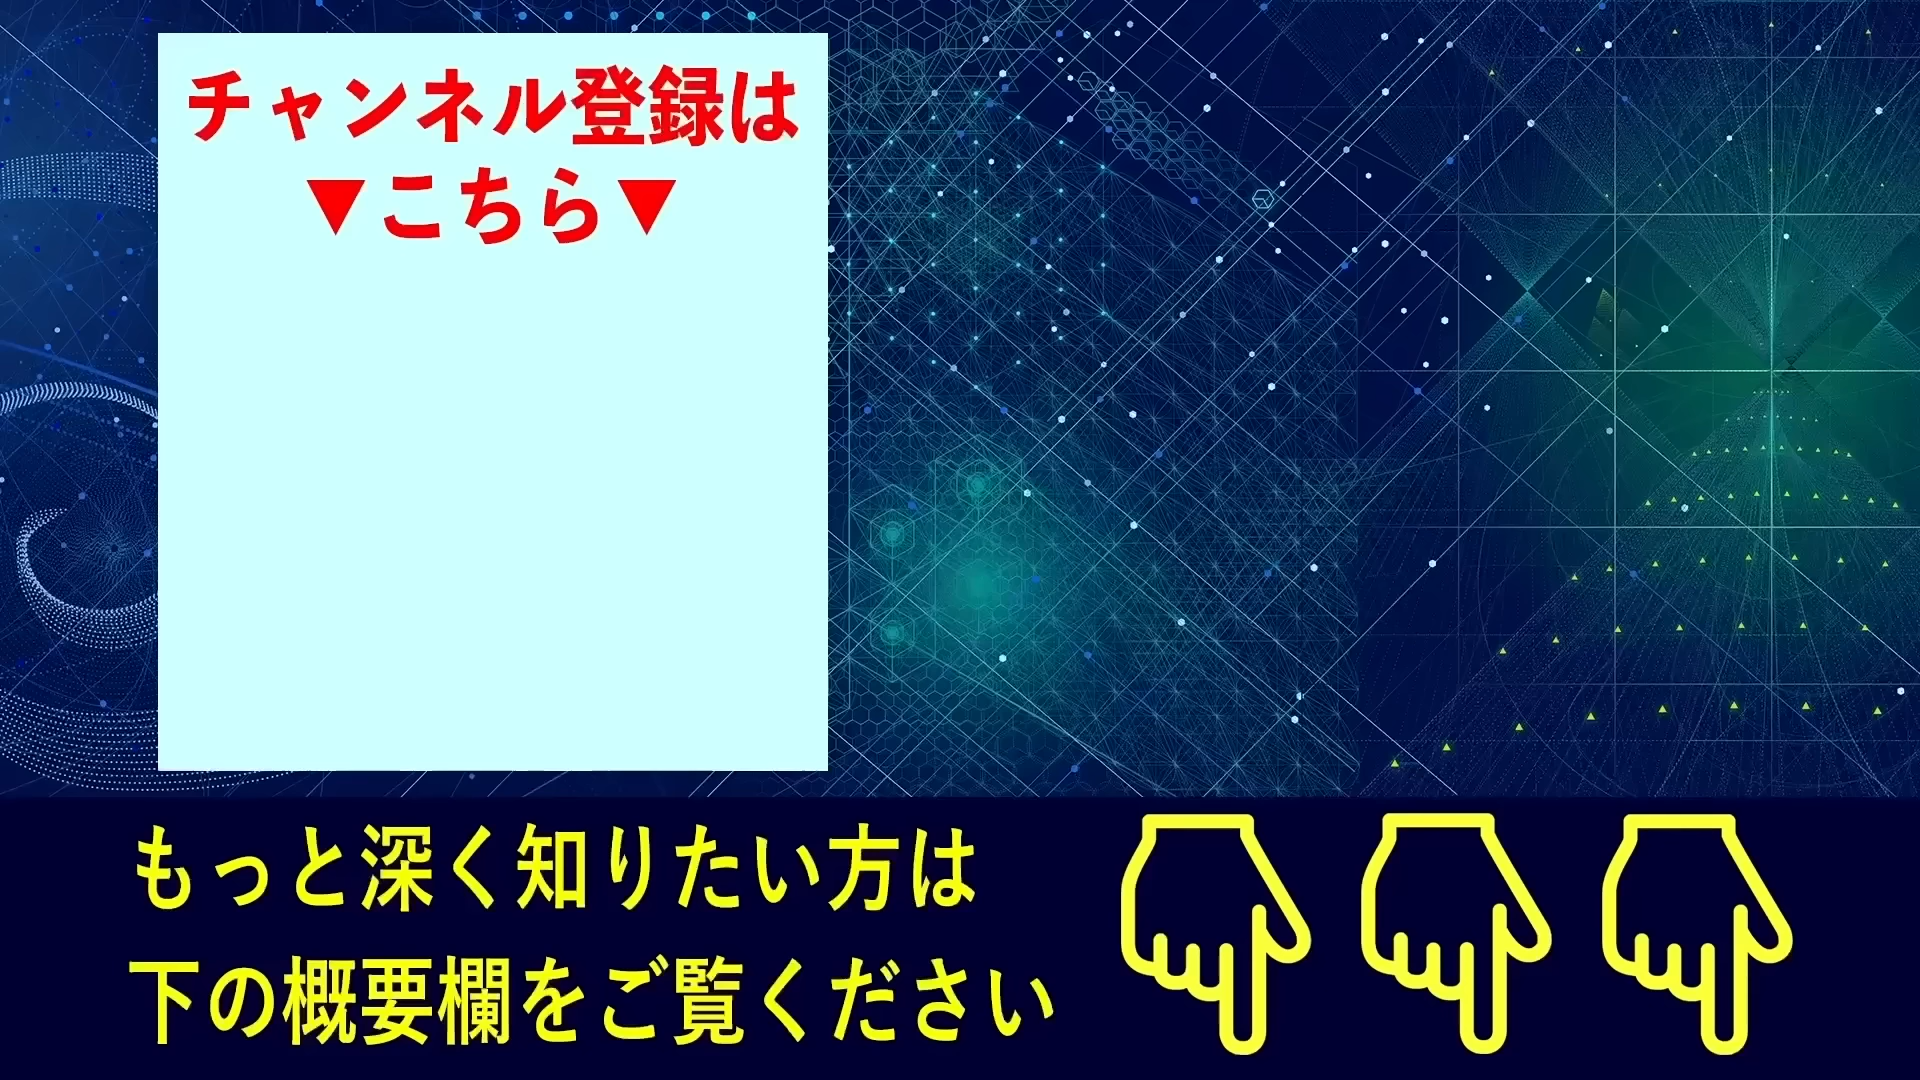 チャンネル登録は
▼こちら▼
もっと深く知りたい方は
下の概要欄をご覧ください